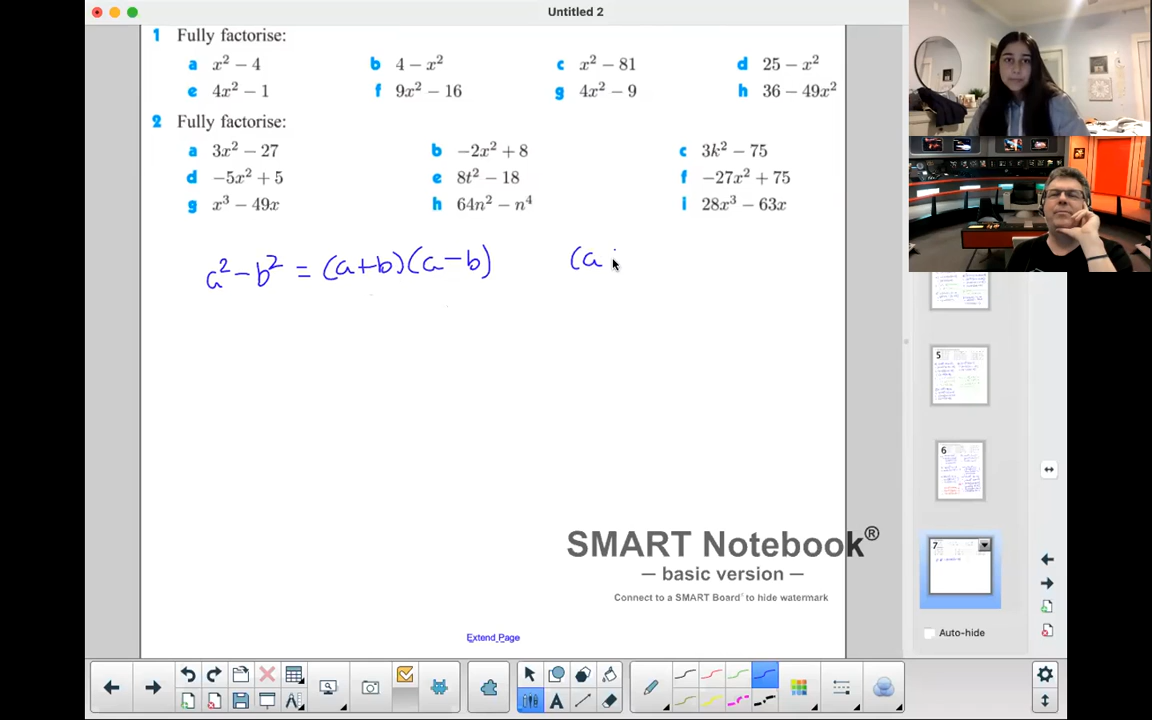 Untitled 2
1 Fully factorise:
a x² − 4 b 4 − x² c x² − 81 d 25 − x²
e 4x² − 1 f 9x² − 16 g 4x² − 9 h 36 − 49x²
2 Fully factorise:
a 3x² − 27 b −2x² + 8 c 3k² − 75
d −5x² + 5 e 8t² − 18 f −27x² + 75
g x³ − 49x h 64n² − n⁴ i 28x³ − 63x
a² − b² = (a+b)(a−b) (a
5
6
7
SMART Notebook®
— basic version —
Connect to a SMART Board® to hide watermark
Extend Page
Auto-hide